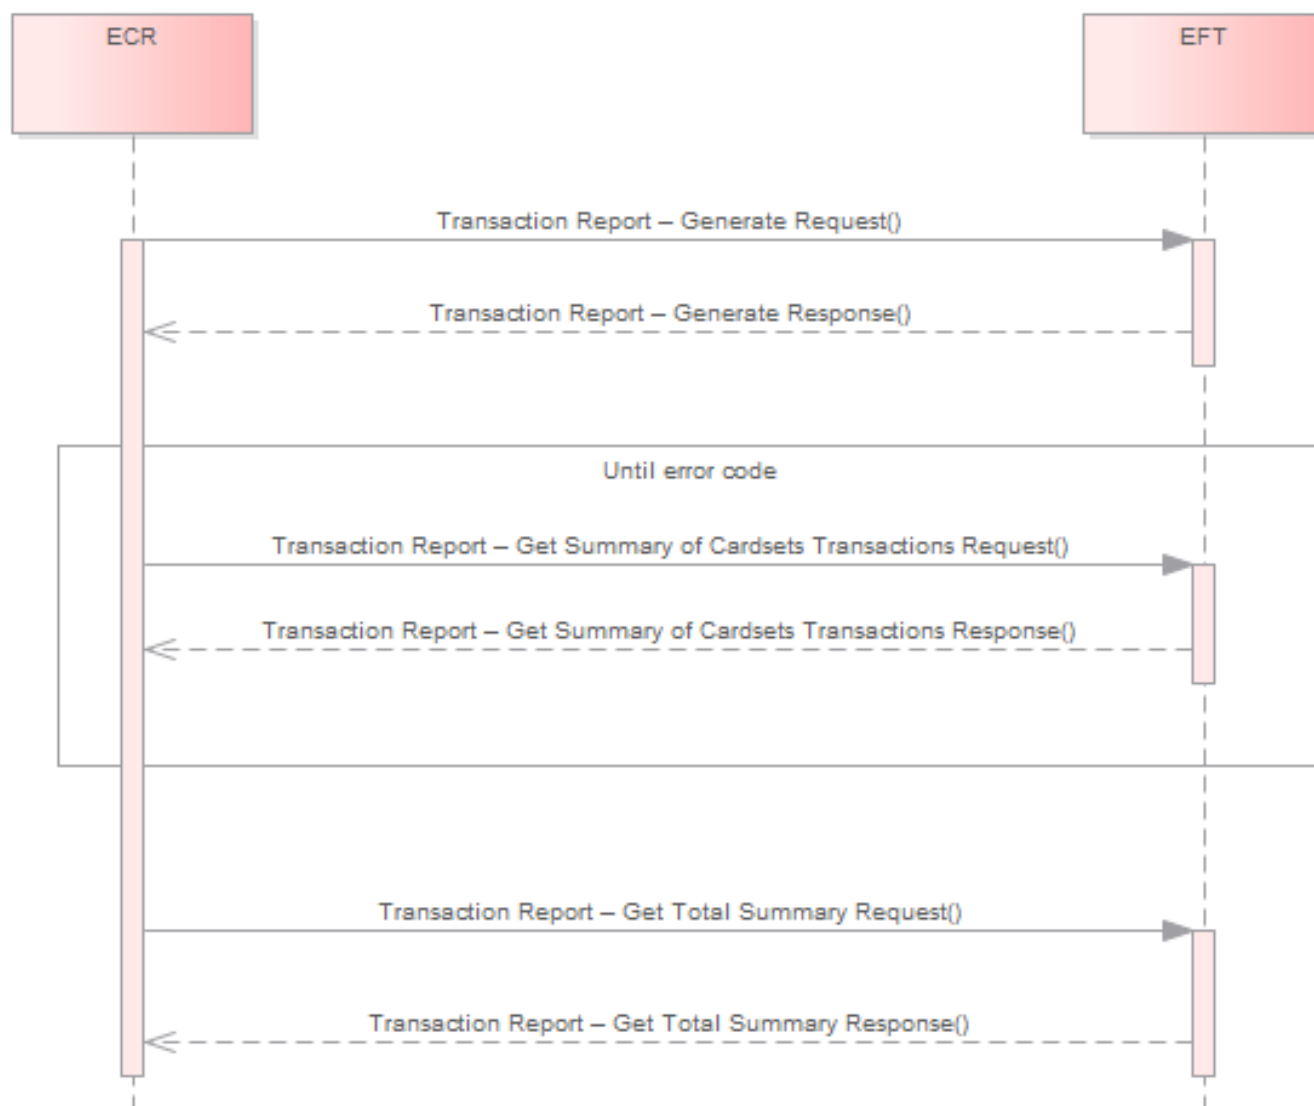 ECR
EFT
Transaction Report – Generate Request()
Transaction Report – Generate Response()
Until error code
Transaction Report – Get Summary of Cardsets Transactions Request()
Transaction Report – Get Summary of Cardsets Transactions Response()
Transaction Report – Get Total Summary Request()
Transaction Report – Get Total Summary Response()